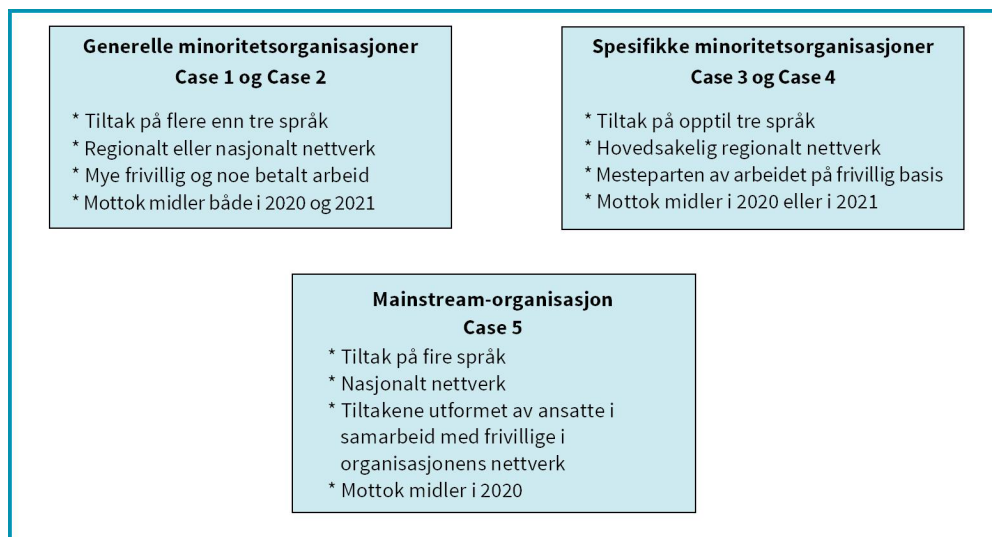 Generelle minoritetsorganisasjoner
Case 1 og Case 2
* Tiltak på flere enn tre språk
* Regionalt eller nasjonalt nettverk
* Mye frivillig og noe betalt arbeid
* Mottok midler både i 2020 og 2021
Spesifikke minoritetsorganisasjoner
Case 3 og Case 4
* Tiltak på opptil tre språk
* Hovedsakelig regionalt nettverk
* Mesteparten av arbeidet på frivillig basis
* Mottok midler i 2020 eller i 2021
Mainstream-organisasjon
Case 5
* Tiltak på fire språk
* Nasjonalt nettverk
* Tiltakene utformet av ansatte i
samarbeid med frivillige i
organisasjonens nettverk
* Mottok midler i 2020